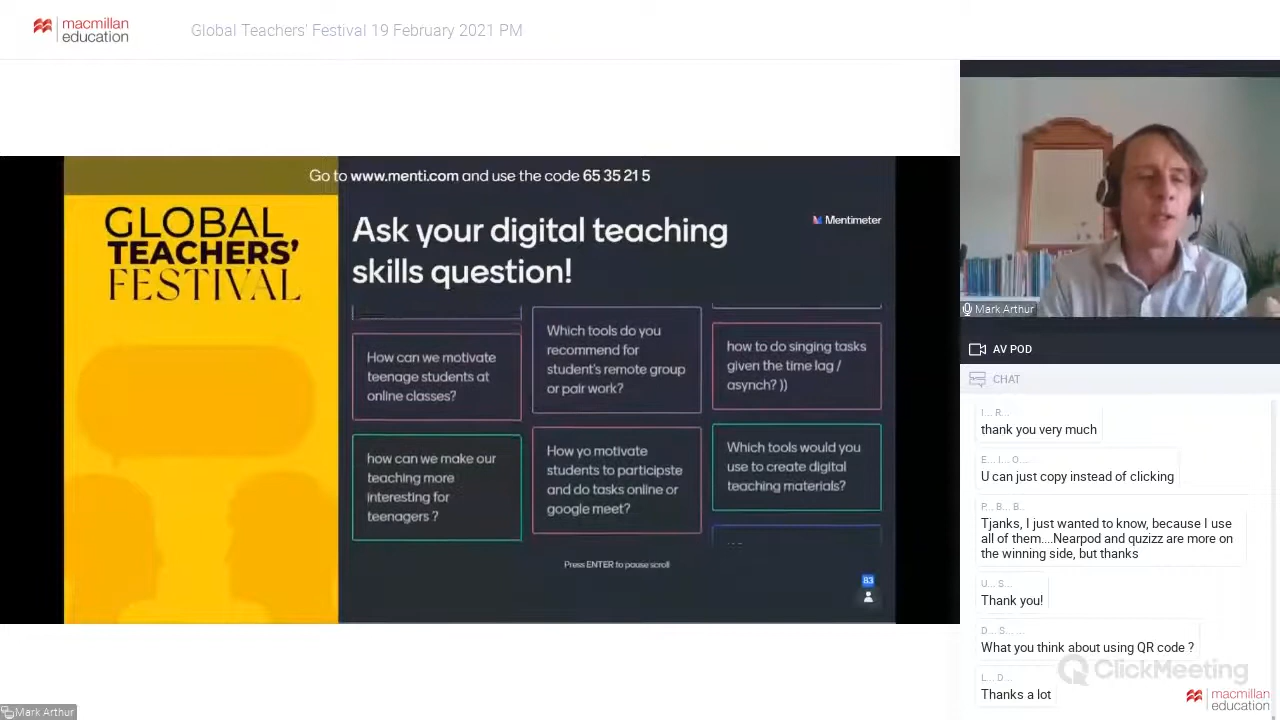 macmillan
education
Global Teachers' Festival 19 February 2021 PM
Go to www.menti.com and use the code 65 35 21 5
GLOBAL
TEACHERS'
FESTIVAL
Ask your digital teaching
skills question!
Mentimeter
How can we motivate
teenage students at
online classes?
how can we make our
teaching more
interesting for
teenagers ?
Which tools do you
recommend for
student's remote group
or pair work?
How yo motivate
students to participste
and do tasks online or
google meet?
how to do singing tasks
given the time lag /
asynch? ))
Which tools would you
use to create digital
teaching materials?
Press ENTER to pause scroll
83
Mark Arthur
Mark Arthur
AV POD
CHAT
I... R...
thank you very much
E... I... O...
U can just copy instead of clicking
P... B... B..
Tjanks, I just wanted to know, because I use
all of them....Nearpod and quzizz are more on
the winning side, but thanks
U... S...
Thank you!
D... S... ...
What you think about using QR code ?
L... D...
Thanks a lot
ClickMeeting
macmillan
education